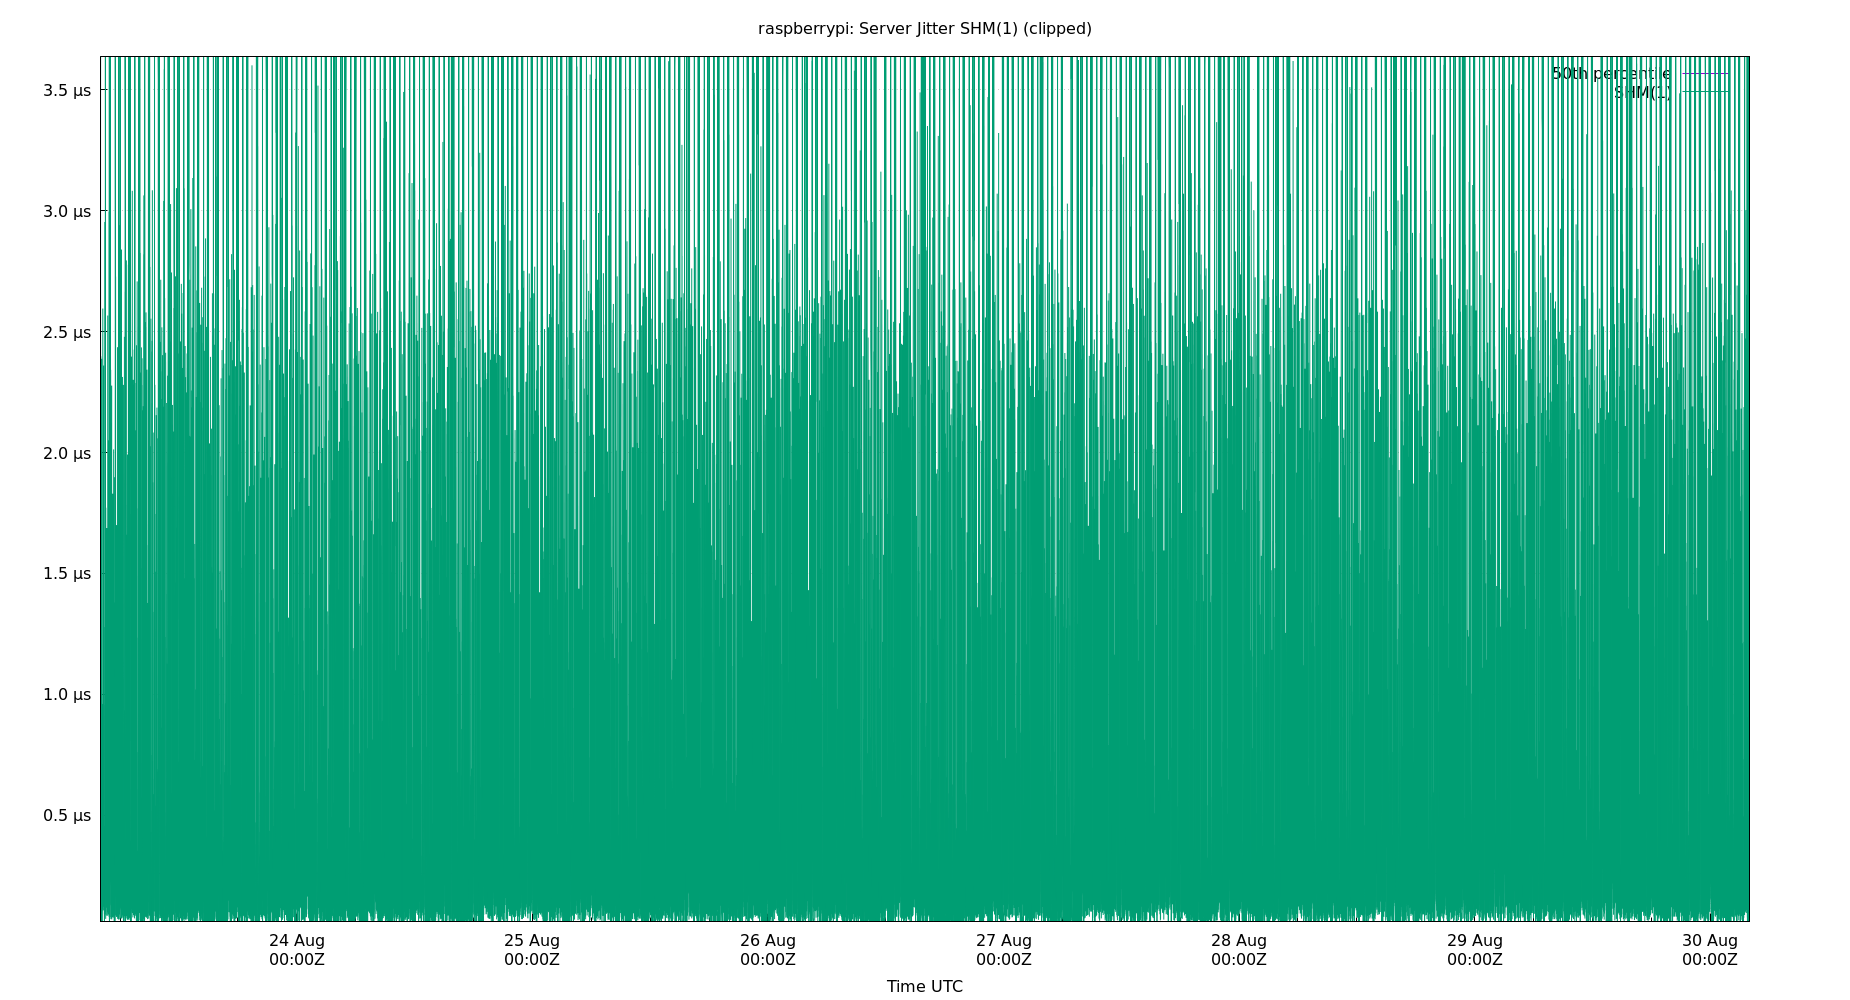 raspberrypi: Server Jitter SHM(1) (clipped)
50th percentile
SHM(1)
3.5 µs
3.0 µs
2.5 µs
2.0 µs
1.5 µs
1.0 µs
0.5 µs
24 Aug 25 Aug 26 Aug 27 Aug 28 Aug 29 Aug 30 Aug
00:00Z 00:00Z 00:00Z 00:00Z 00:00Z 00:00Z 00:00Z
Time UTC